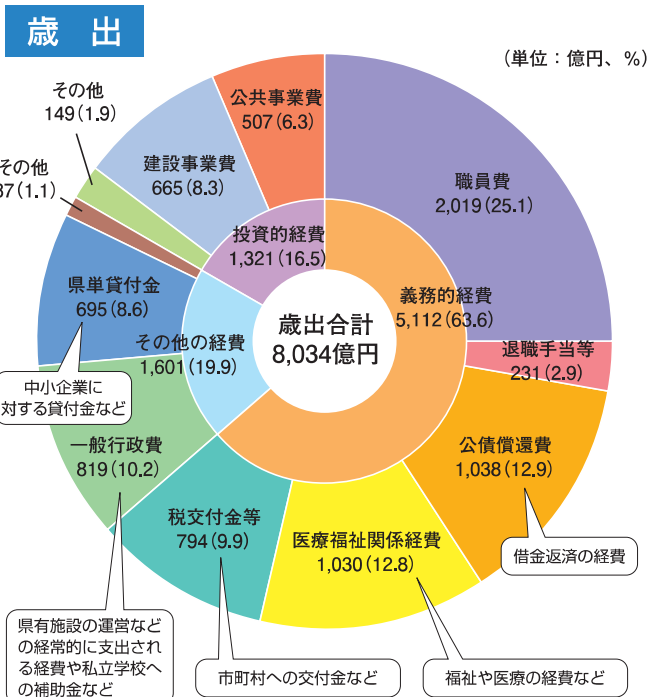 歳 出
(単位:億円、%)
職員費
2,019(25.1)
退職手当等
231(2.9)
公債償還費
1,038(12.9)
借金返済の経費
医療福祉関係経費
1,030(12.8)
福祉や医療の経費など
税交付金等
794(9.9)
市町村への交付金など
一般行政費
819(10.2)
県有施設の運営など
の経常的に支出され
る経費や私立学校へ
の補助金など
県単貸付金
695(8.6)
中小企業に
対する貸付金など
その他
37(1.1)
その他
149(1.9)
建設事業費
665(8.3)
公共事業費
507(6.3)
投資的経費
1,321(16.5)
義務的経費
5,112(63.6)
その他の経費
1,601(19.9)
歳出合計
8,034億円